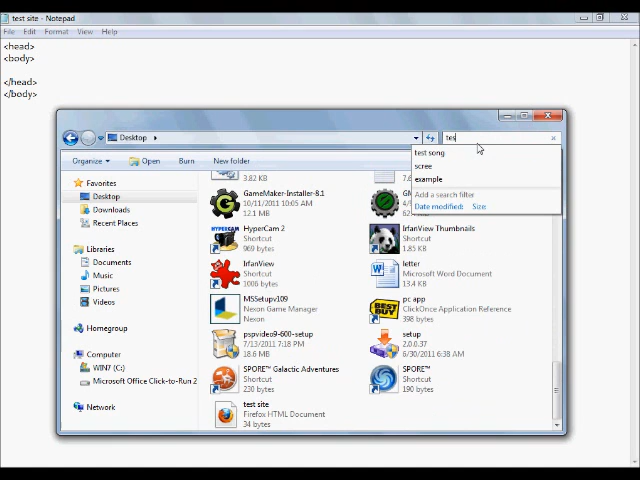 test site - Notepad
File Edit Format View Help
<head>
<body>
</head>
</body>
Desktop
tes
test song
scree
example
Add a search filter
Date modified: Size:
Organize Open Burn New folder
Favorites
Desktop
Downloads
Recent Places
Libraries
Documents
Music
Pictures
Videos
Homegroup
Computer
WIN7 (C:)
Microsoft Office Click-to-Run 2
Network
3.82 KB
GameMaker-Installer-8.1
10/11/2011 10:05 AM
12.1 MB
HyperCam 2
Shortcut
969 bytes
IrfanView Thumbnails
Shortcut
1.85 KB
IrfanView
Shortcut
1006 bytes
letter
Microsoft Word Document
13.4 KB
MSSetupv109
Nexon Game Manager
Nexon
pc app
ClickOnce Application Reference
398 bytes
pspvideo9-600-setup
7/13/2011 7:18 PM
18.6 MB
setup
2.0.0.37
6/30/2011 6:38 AM
SPORE™ Galactic Adventures
Shortcut
230 bytes
SPORE™
Shortcut
190 bytes
test site
Firefox HTML Document
34 bytes